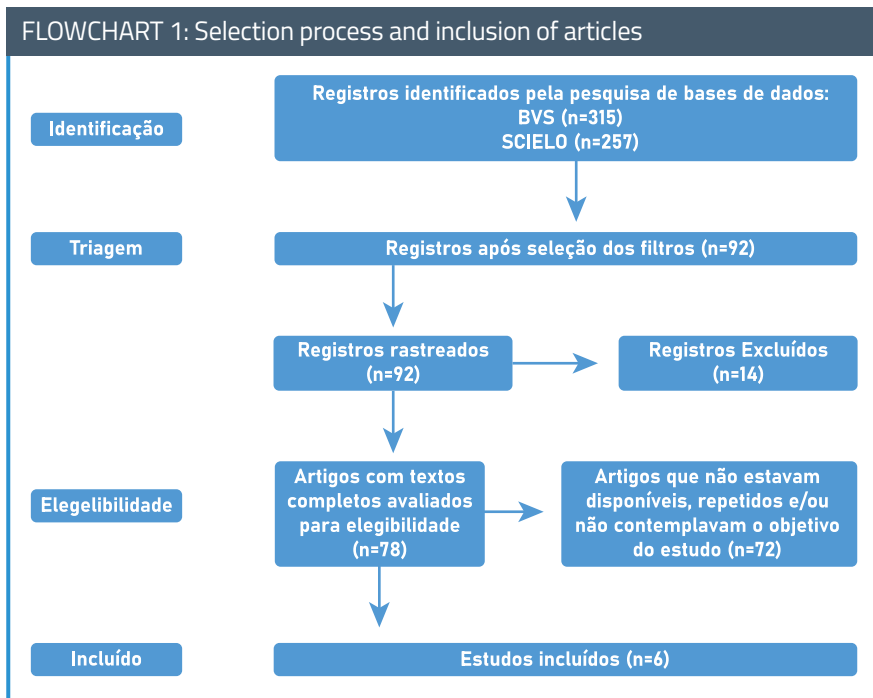 FLOWCHART 1: Selection process and inclusion of articles
Identificação
Registros identificados pela pesquisa de bases de dados:
BVS (n=315)
SCIELO (n=257)
Triagem
Registros após seleção dos filtros (n=92)
Registros rastreados
(n=92)
Registros Excluídos
(n=14)
Elegelibilidade
Artigos com textos
completos avaliados
para elegibilidade
(n=78)
Artigos que não estavam
disponíveis, repetidos e/ou
não contemplavam o objetivo
do estudo (n=72)
Incluído
Estudos incluídos (n=6)